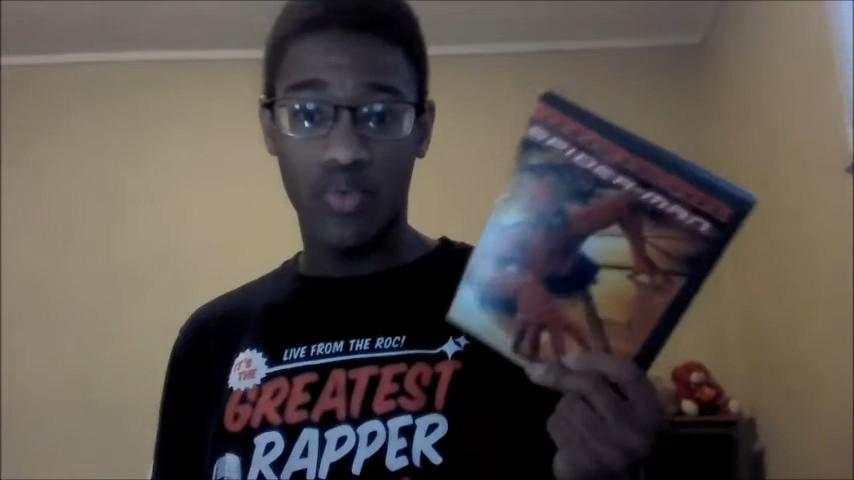 SPIDER-MAN
LIVE FROM THE ROC!
IT'S
THE
GREATEST
RAPPER